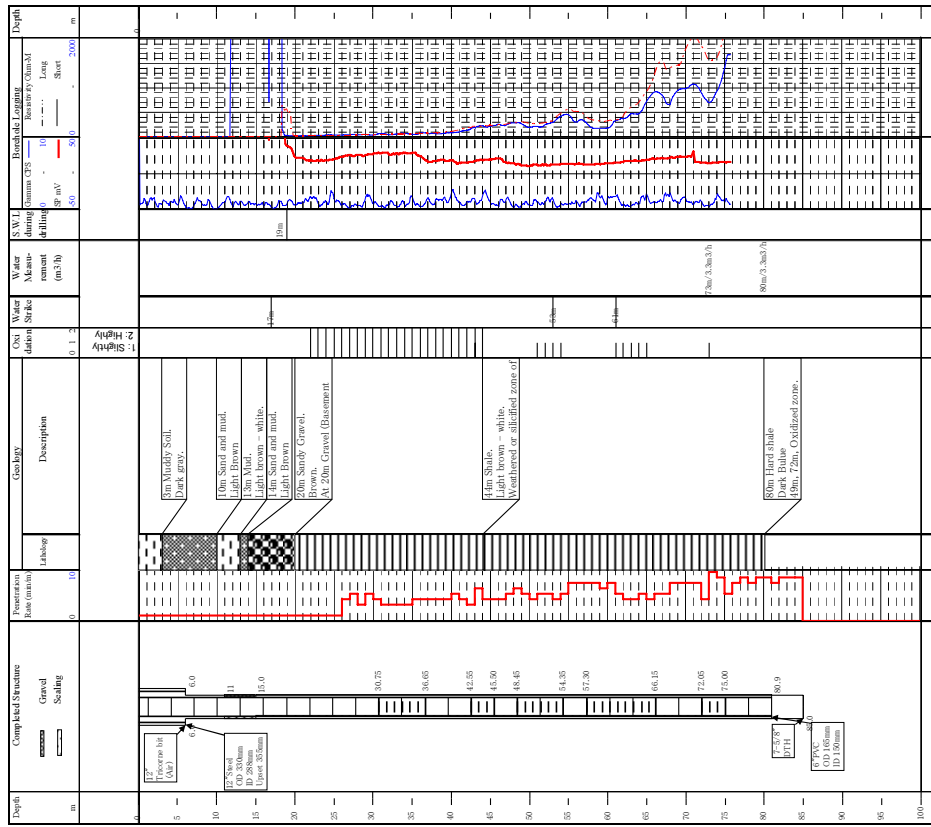 Depth
m
Completed Structure
Gravel
Sealing
Penetration
Rate (min/m)
0
10
Geology
Lithology
Description
Oxi
dation
0 1 2
1: Slightly
2: Highly
Water
Strike
Water
Measu-
rement
(m3/h)
S.W.L
during
drilling
Borehole Logging
Gamma CPS
0 - 10
SP mV
-50 - 50
Resistivity Ohm-M
Long
Short
0 - 2000
Depth
m
0
5
10
15
20
25
30
35
40
45
50
55
60
65
70
75
80
85
90
95
100
12"
Tricorne bit
(Air)
12"Steel
OD 330mm
ID 288mm
Upset 355mm
7-5/8"
DTH
6"PVC
OD 165mm
ID 150mm
6.0
11
15.0
30.75
36.65
42.55
45.50
48.45
54.35
57.30
66.15
72.05
75.00
80.9
3m Muddy Soil.
Dark gray.
10m Sand and mud.
Light Brown
13m Mud.
Light brown - white.
14m Sand and mud.
Light Brown
20m Sandy Gravel.
Brown.
At 20m Gravel (Basement
44m Shale.
Light brown - white.
Weathered or silicified zone of
80m Hard shale
Dark Bulue
49m, 72m, Oxidized zone.
17m
53m
61m
73m/3.3m3/h
80m/3.3m3/h
19m
0